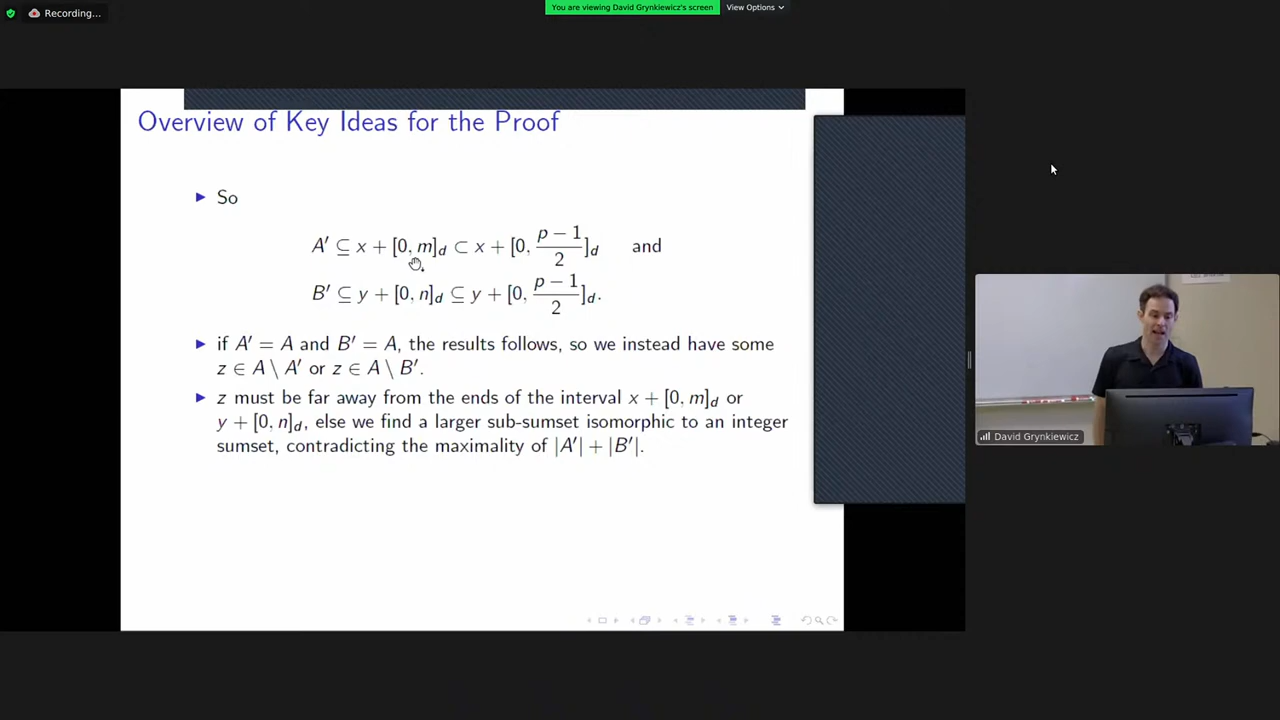 Recording...
You are viewing David Grynkiewicz's screen
View Options
Overview of Key Ideas for the Proof
▶ So
A′ ⊆ x + [0, m]_d ⊂ x + [0, \frac{p − 1}{2}]_d and
B′ ⊆ y + [0, n]_d ⊆ y + [0, \frac{p − 1}{2}]_d.
▶ if A′ = A and B′ = A, the results follows, so we instead have some
z ∈ A \ A′ or z ∈ A \ B′.
▶ z must be far away from the ends of the interval x + [0, m]_d or
y + [0, n]_d, else we find a larger sub-sumset isomorphic to an integer
sumset, contradicting the maximality of |A′| + |B′|.
David Grynkiewicz